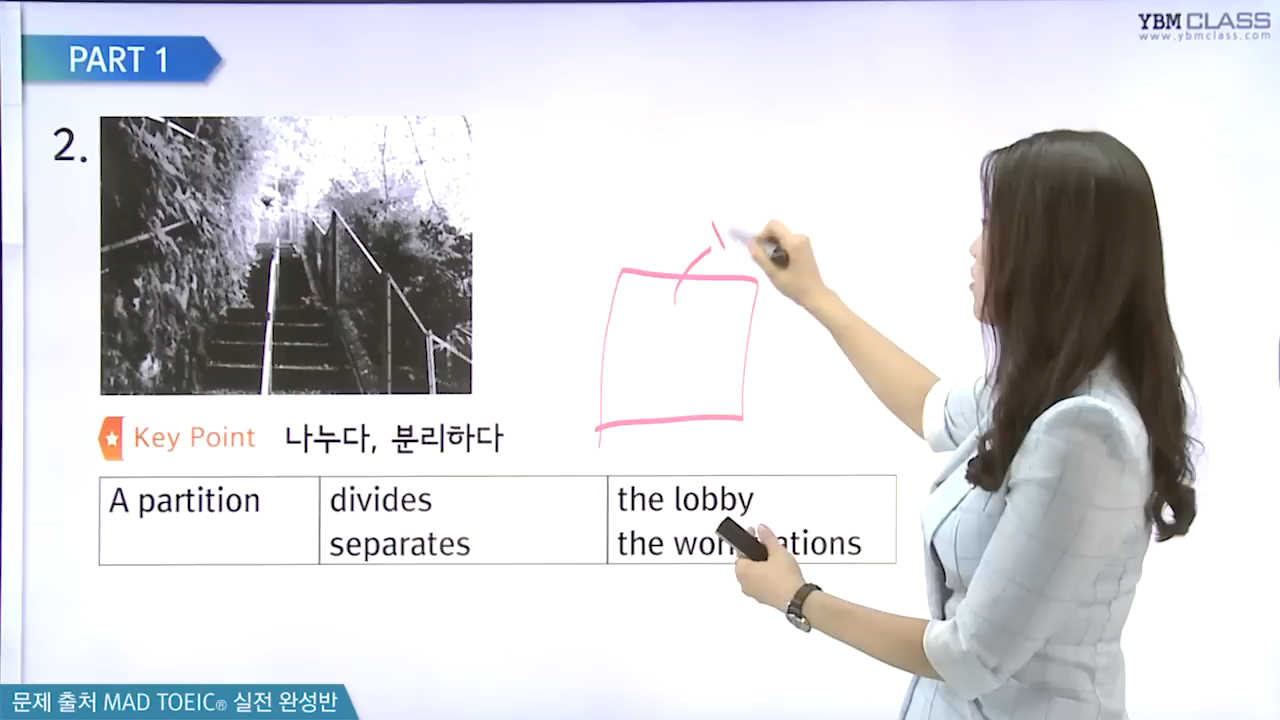 YBM CLASS
www.ybmclass.com
PART 1
2.
Key Point 나누다, 분리하다
A partition divides the lobby
separates the
문제 출처 MAD TOEIC® 실전 완성반